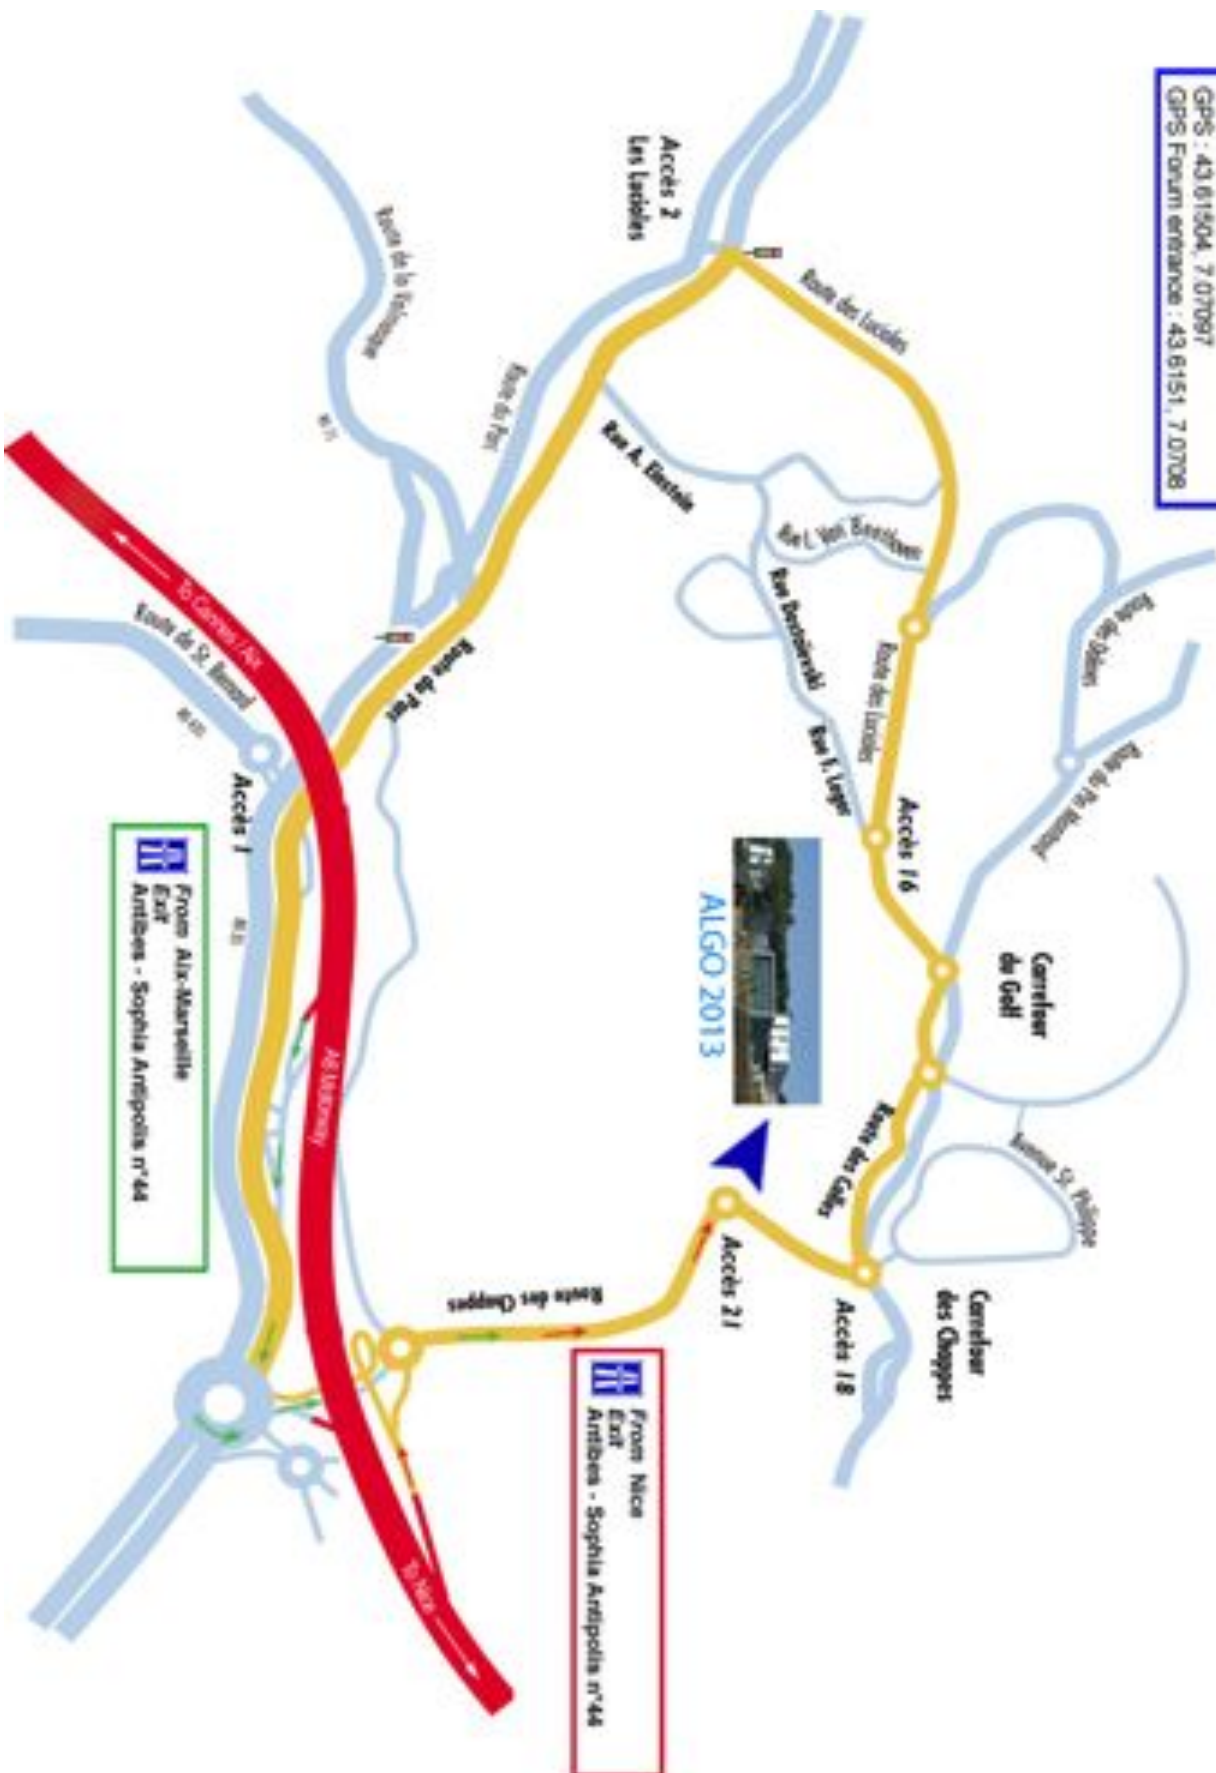 GPS : 43.61504, 7.07097
GPS Forum entrance : 43.6151, 7.0708
Accès 2
Les Lucioles
Route des Lucioles
Route du Parc
Rue A. Einstein
Rue L. Van Beethoven
Rue Dostoievski
Rue F. Leger
Route des Lucioles
Accès 16
Carrefour
du Golf
Avenue St. Philippe
Route des Colles
Carrefour
des Chappes
Accès 18
Accès 21
ALGO 2013
Route des Chappes
From Nice
Exit
Antibes - Sophia Antipolis n°44
To Cannes / Aix
Route de St. Bernard
Route du Parc
Accès 1
A8 Motorway
To Nice
From Aix-Marseille
Exit
Antibes - Sophia Antipolis n°44